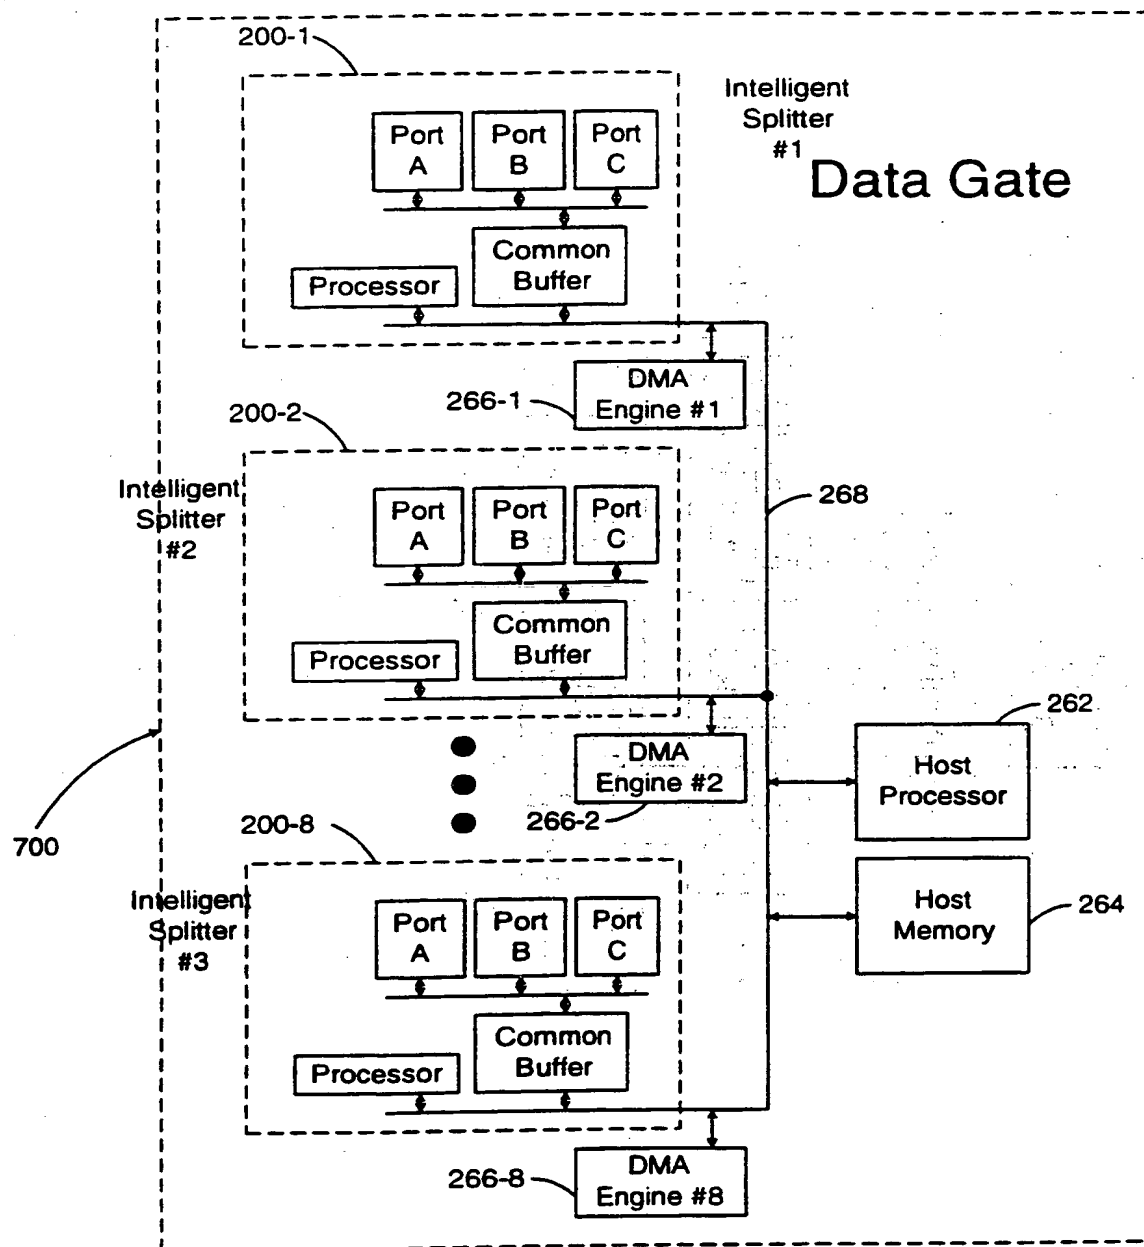 200-1
Intelligent
Splitter
#1
Data Gate
Port
A
Port
B
Port
C
Common
Buffer
Processor
DMA
Engine #1
266-1
200-2
Intelligent
Splitter
#2
Port
A
Port
B
Port
C
268
Common
Buffer
Processor
262
Host
Processor
DMA
Engine #2
266-2
700
200-8
Intelligent
Splitter
#3
Port
A
Port
B
Port
C
Host
Memory
264
Common
Buffer
Processor
DMA
Engine #8
266-8